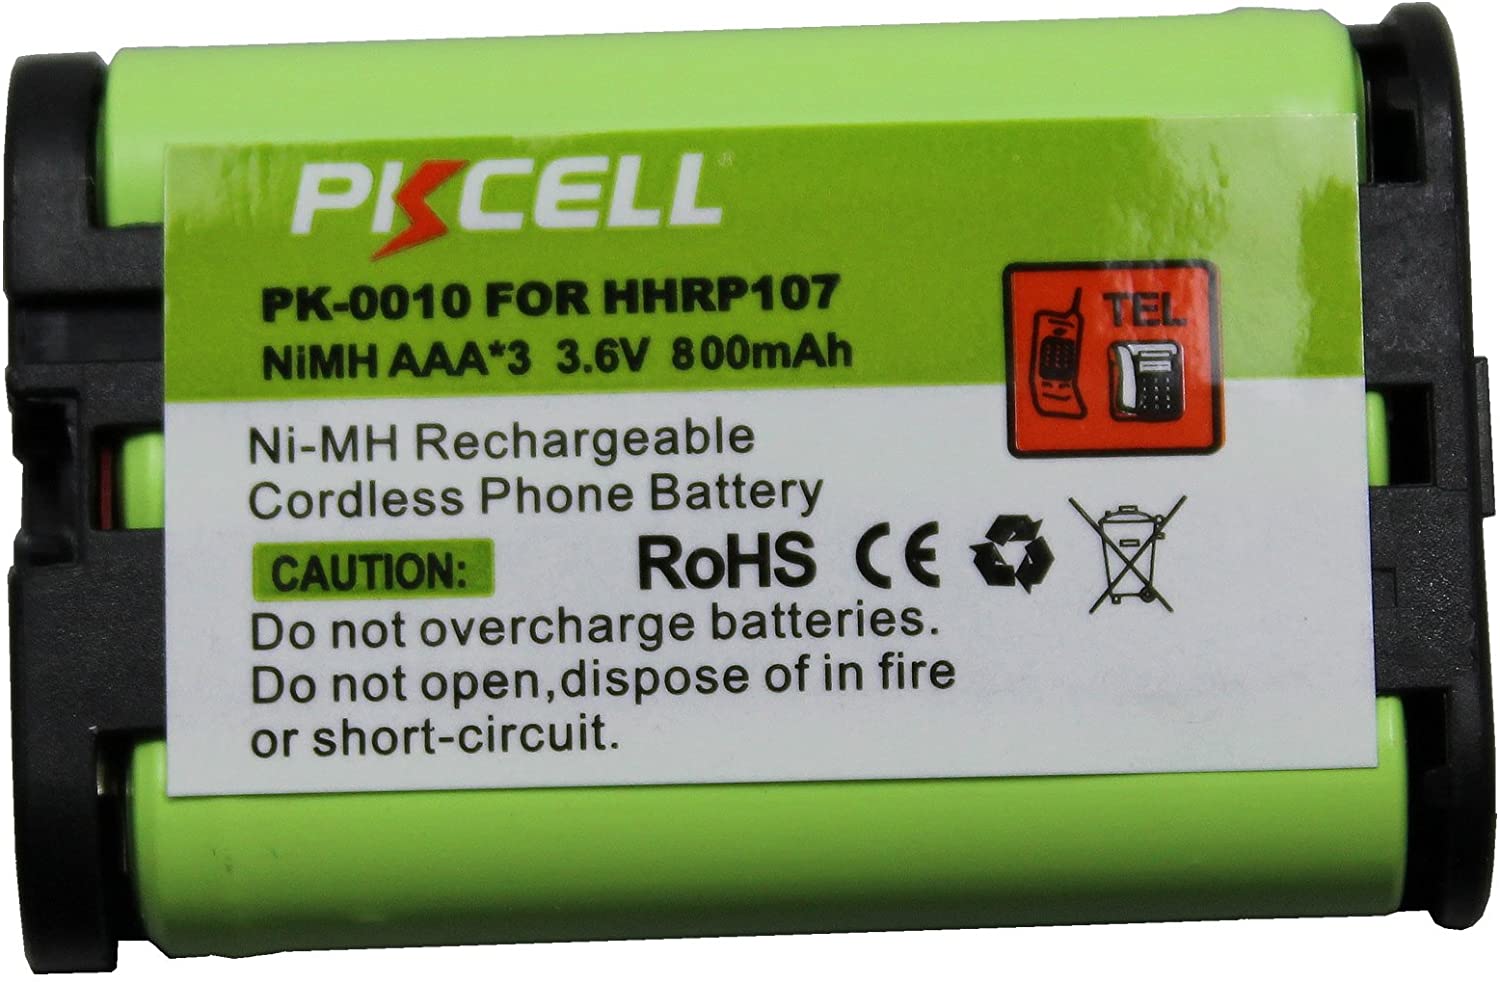 PKCELL®
PK-0010 FOR HHRP107
NiMH AAA*3 3.6V 800mAh
TEL
Ni-MH Rechargeable
Cordless Phone Battery
CAUTION:
RoHS CE
Do not overcharge batteries.
Do not open,dispose of in fire
or short-circuit.